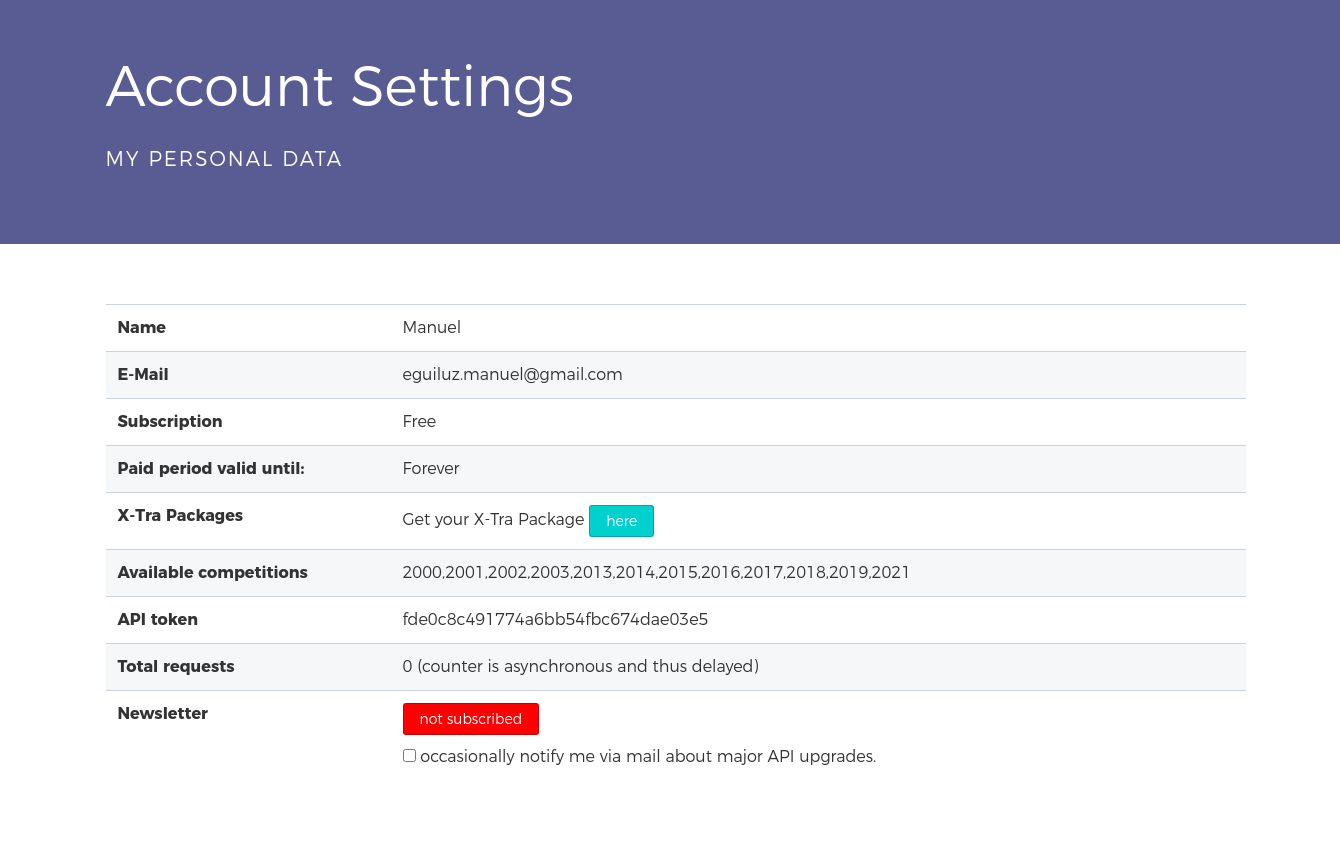 Account Settings
MY PERSONAL DATA
Name Manuel
E-Mail eguiluz.manuel@gmail.com
Subscription Free
Paid period valid until: Forever
X-Tra Packages Get your X-Tra Package here
Available competitions 2000,2001,2002,2003,2013,2014,2015,2016,2017,2018,2019,2021
API token fde0c8c491774a6bb54fbc674dae03e5
Total requests 0 (counter is asynchronous and thus delayed)
Newsletter not subscribed
occasionally notify me via mail about major API upgrades.